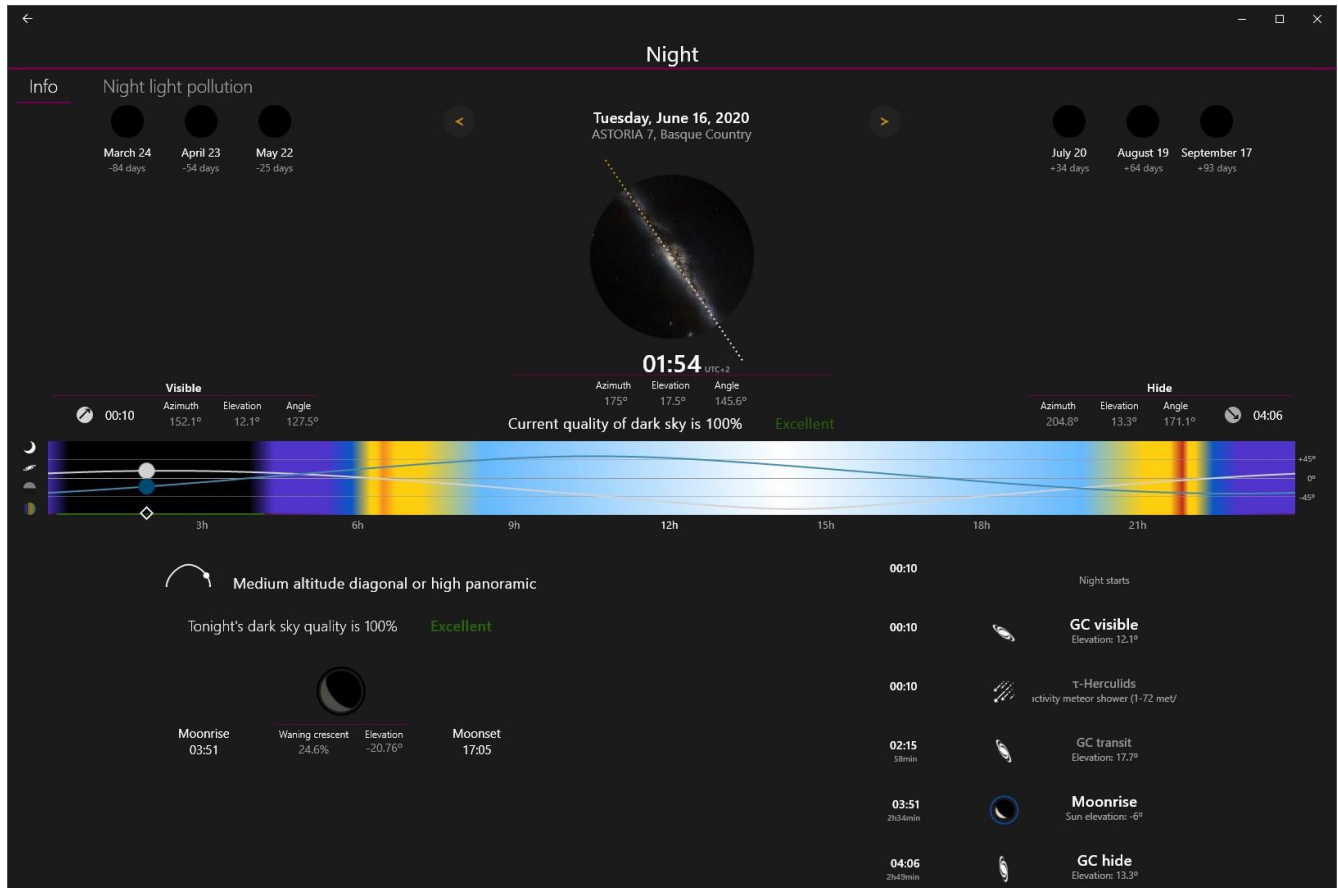 Night
Info
Night light pollution
March 24
-84 days
April 23
-54 days
May 22
-25 days
<
Tuesday, June 16, 2020
ASTORIA 7, Basque Country
>
July 20
+34 days
August 19
+64 days
September 17
+93 days
01:54 UTC+2
Azimuth Elevation Angle
175º 17.5º 145.6º
Visible
00:10
Azimuth Elevation Angle
152.1º 12.1º 127.5º
Hide
Azimuth Elevation Angle
204.8º 13.3º 171.1º
04:06
Current quality of dark sky is 100% Excellent
+45º
0º
-45º
3h 6h 9h 12h 15h 18h 21h
Medium altitude diagonal or high panoramic
Tonight's dark sky quality is 100% Excellent
Moonrise
03:51
Waning crescent
24.6%
Elevation
-20.76º
Moonset
17:05
00:10
Night starts
00:10
GC visible
Elevation: 12.1º
00:10
τ-Herculids
activity meteor shower (1-72 met/
02:15
58min
GC transit
Elevation: 17.7º
03:51
2h34min
Moonrise
Sun elevation: -6º
04:06
2h49min
GC hide
Elevation: 13.3º